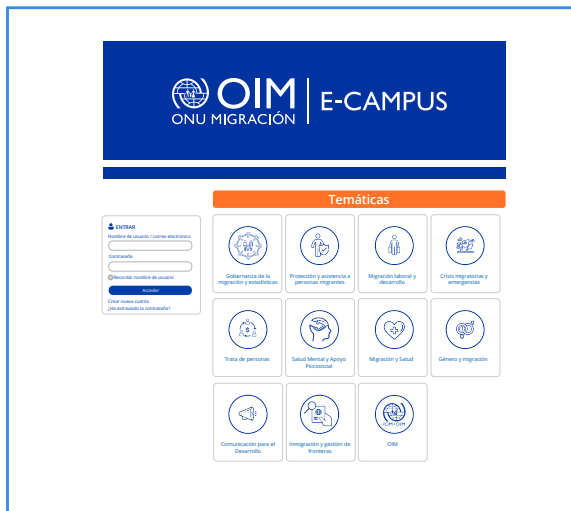 OIM
ONU MIGRACIÓN
E-CAMPUS
Temáticas
ENTRAR
Nombre de usuario / correo electrónico
Contraseña
Recordar nombre de usuario
Acceder
Crear nueva cuenta
¿Ha extraviado la contraseña?
Gobernanza de la
migración y estadísticas
Protección y asistencia a
personas migrantes
Migración laboral y
desarrollo
Crisis migratorias y
emergencias
Trata de personas
Salud Mental y Apoyo
Psicosocial
Migración y Salud
Género y migración
Comunicación para el
Desarrollo
Inmigración y gestión de
fronteras
IOM•OIM
OIM